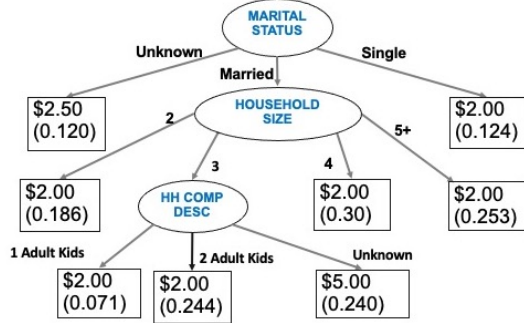 MARITAL
STATUS
Unknown
Married
Single
$2.50
(0.120)
HOUSEHOLD
SIZE
$2.00
(0.124)
2
3
4
5+
$2.00
(0.186)
HH COMP
DESC
$2.00
(0.30)
$2.00
(0.253)
1 Adult Kids
2 Adult Kids
Unknown
$2.00
(0.071)
$2.00
(0.244)
$5.00
(0.240)